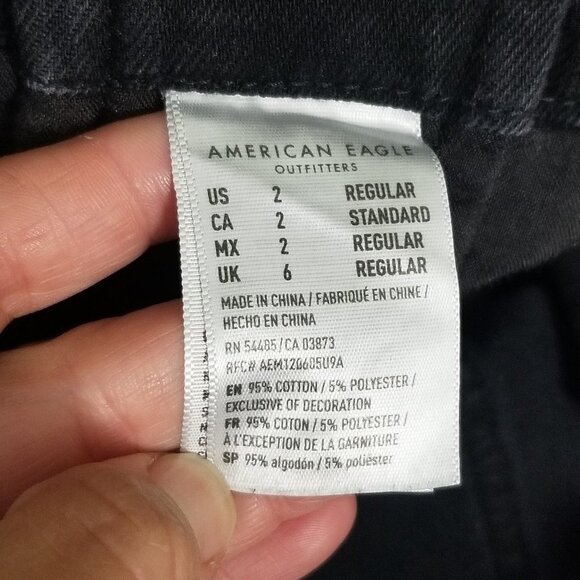 AMERICAN EAGLE
OUTFITTERS
US 2 REGULAR
CA 2 STANDARD
MX 2 REGULAR
UK 6 REGULAR
MADE IN CHINA / FABRIQUÉ EN CHINE /
HECHO EN CHINA
RN 54485 / CA 03873
RFC# AEM120605U9A
EN 95% COTTON / 5% POLYESTER /
EXCLUSIVE OF DECORATION
FR 95% COTON / 5% POLYESTER /
À L'EXCEPTION DE LA GARNITURE
SP 95% algodón / 5% poliéster